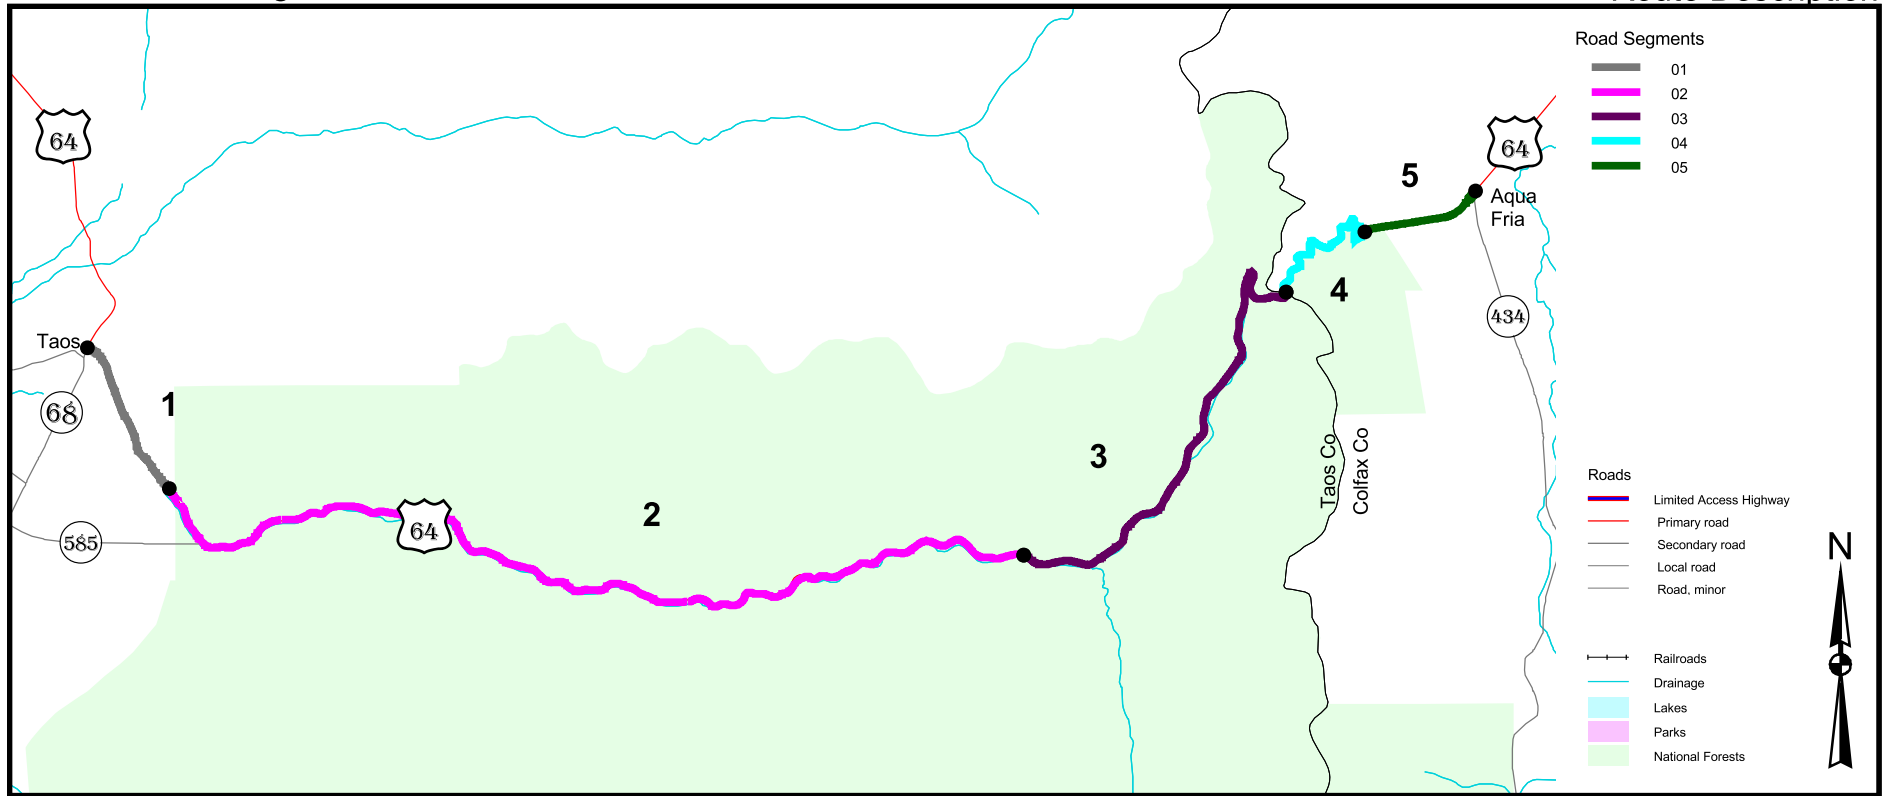 Route Description
Road Segments
01
02
03
04
05
64
64
5
Aqua
Fria
4
434
Taos
68
1
3
Taos Co
Colfax Co
2
64
585
Roads
Limited Access Highway
Primary road
Secondary road
Local road
Road, minor
N
Railroads
Drainage
Lakes
Parks
National Forests